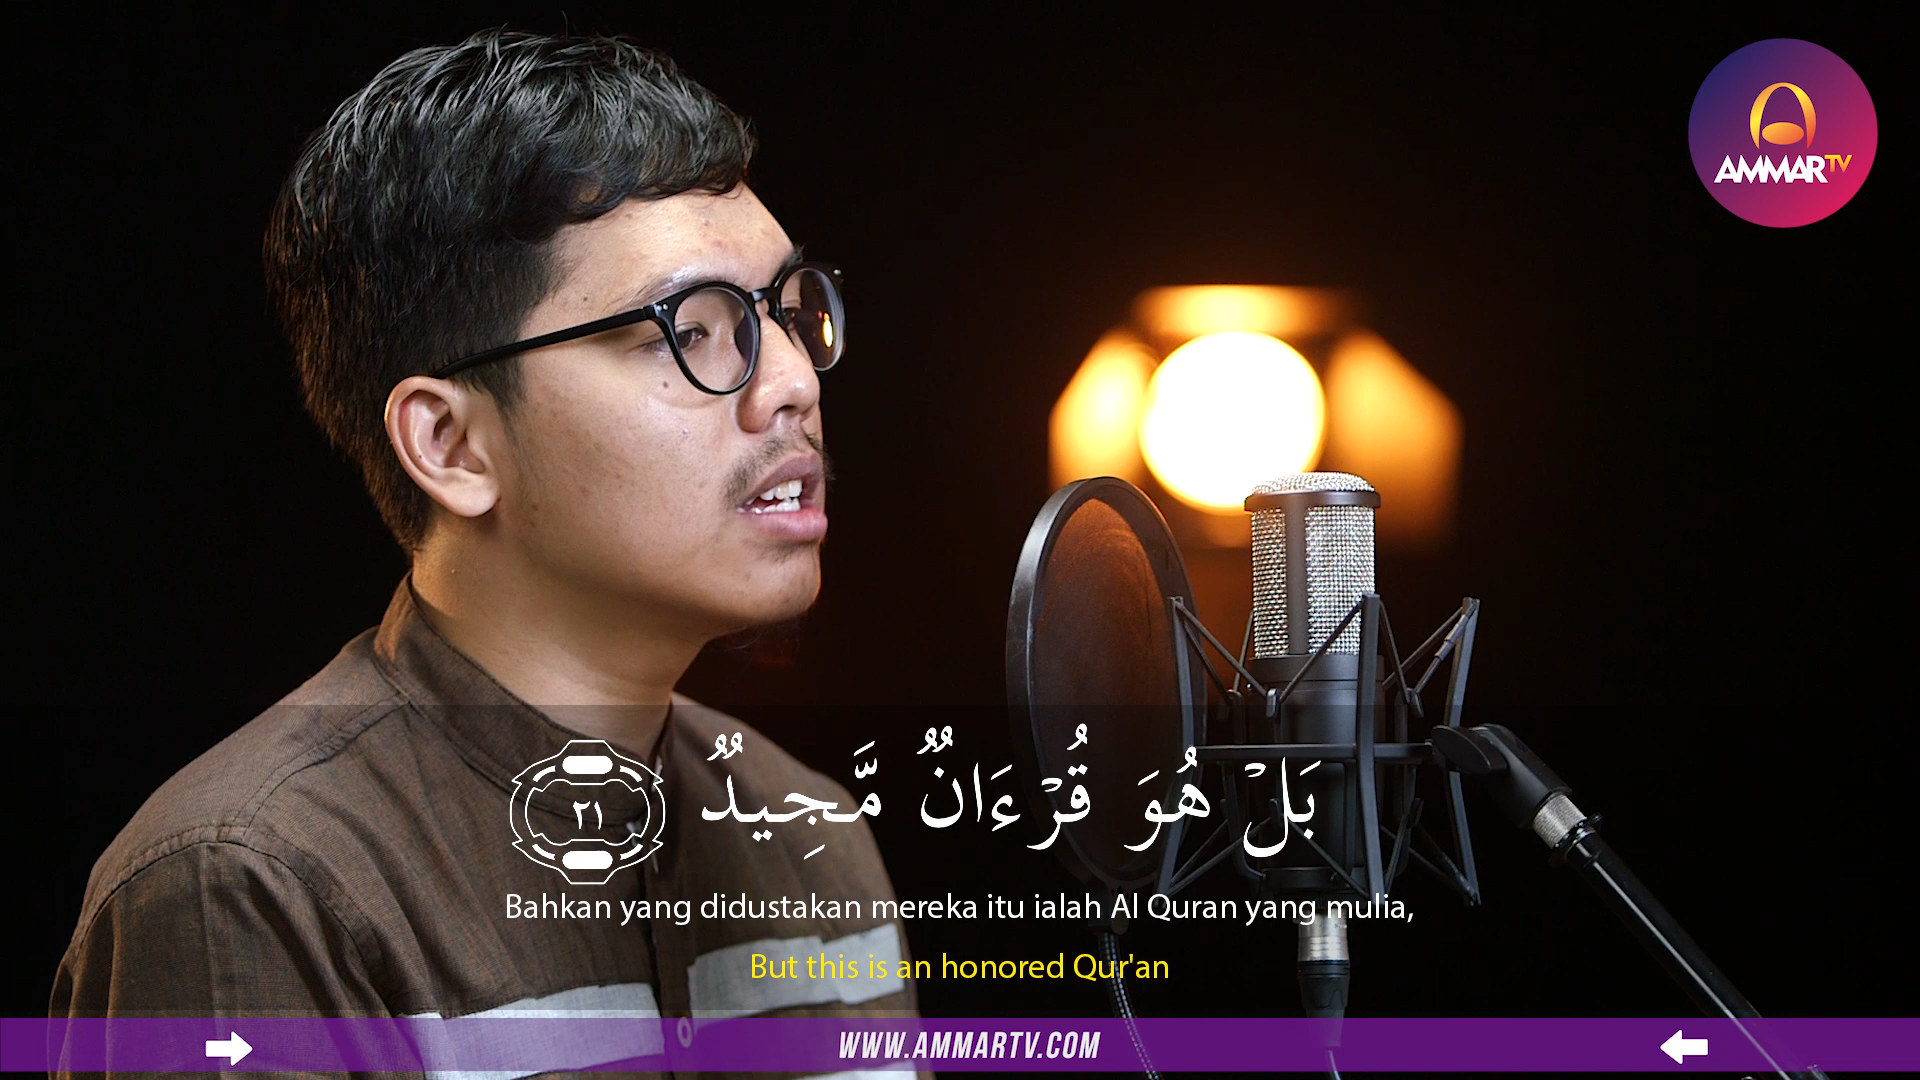 AMMARTV
بَلْ هُوَ قُرْءَانٌ مَّجِيدٌ ٢١
Bahkan yang didustakan mereka itu ialah Al Quran yang mulia,
But this is an honored Qur'an
WWW.AMMARTV.COM